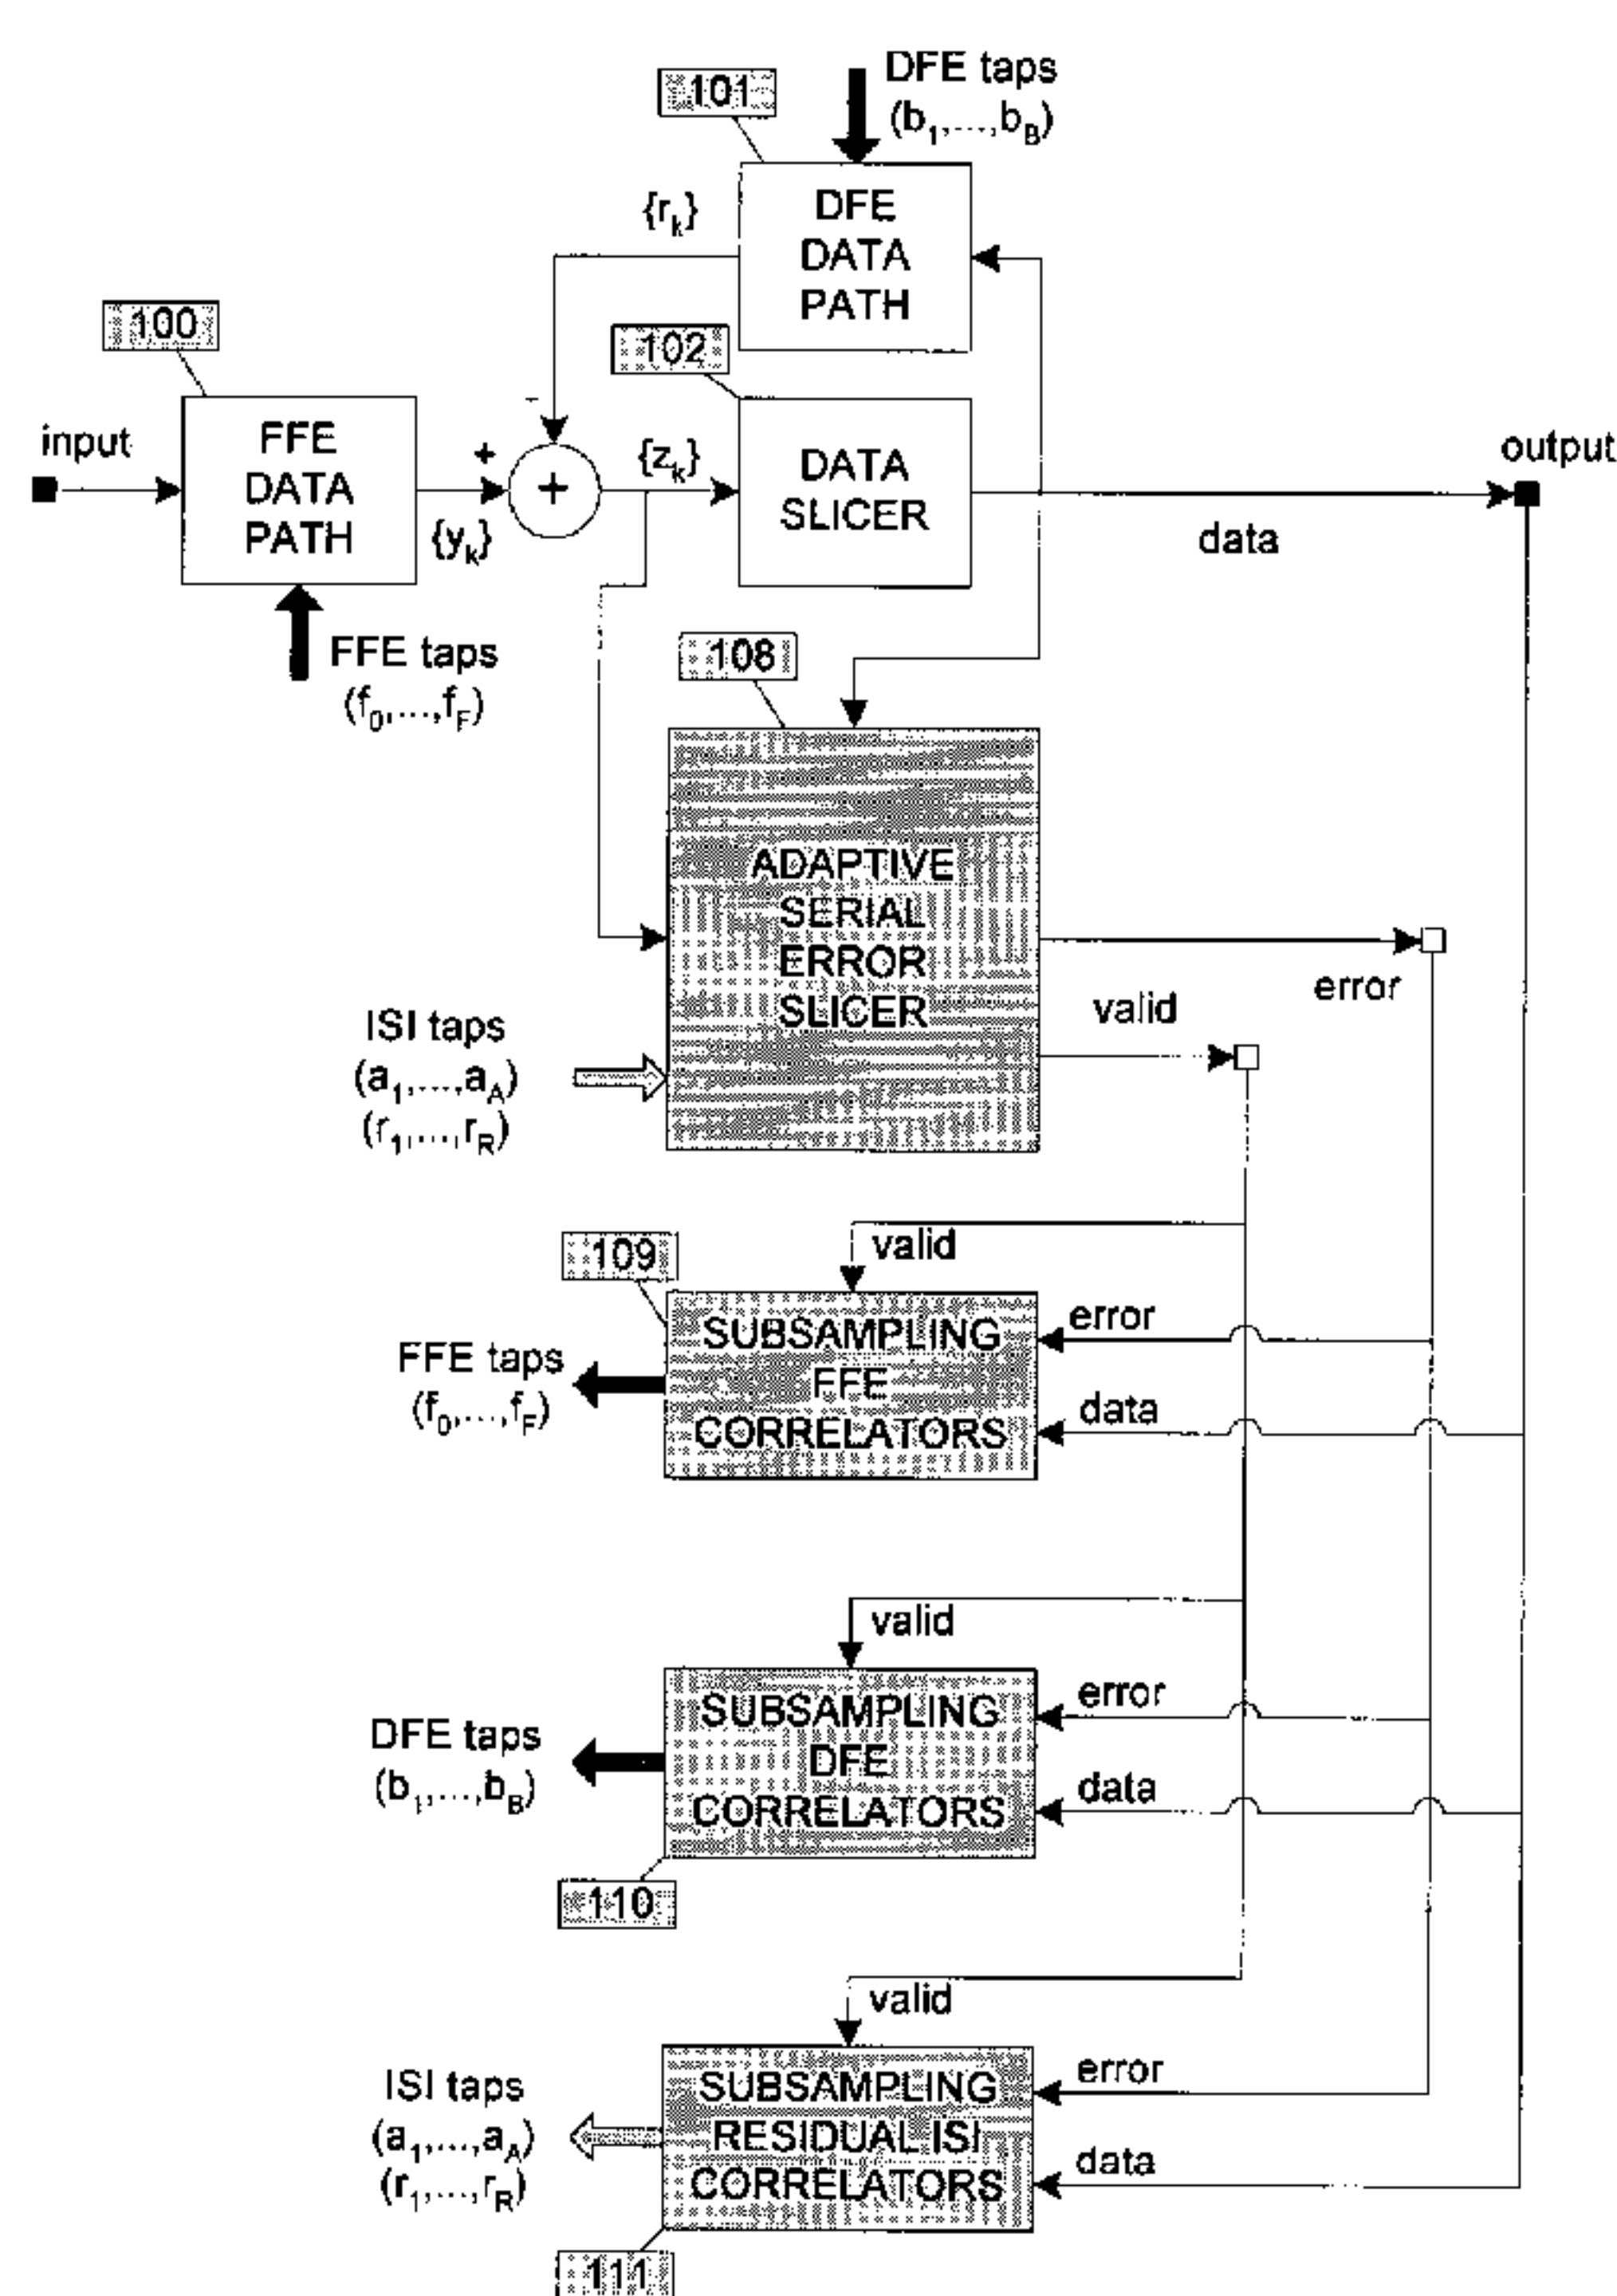 DFE taps
(b1,...,bB)
101
{rk}
DFE
DATA
PATH
100
102
input
FFE
DATA
PATH
+
-
+
{zk}
{yk}
DATA
SLICER
output
data
FFE taps
(f0,...,fF)
108
ADAPTIVE
SERIAL
ERROR
SLICER
error
valid
ISI taps
(a1,...,aA)
(r1,...,rR)
valid
109
SUBSAMPLING
FFE
CORRELATORS
error
data
FFE taps
(f0,...,fF)
valid
SUBSAMPLING
DFE
CORRELATORS
error
data
DFE taps
(b1,...,bB)
110
valid
SUBSAMPLING
RESIDUAL ISI
CORRELATORS
error
data
ISI taps
(a1,...,aA)
(r1,...,rR)
111